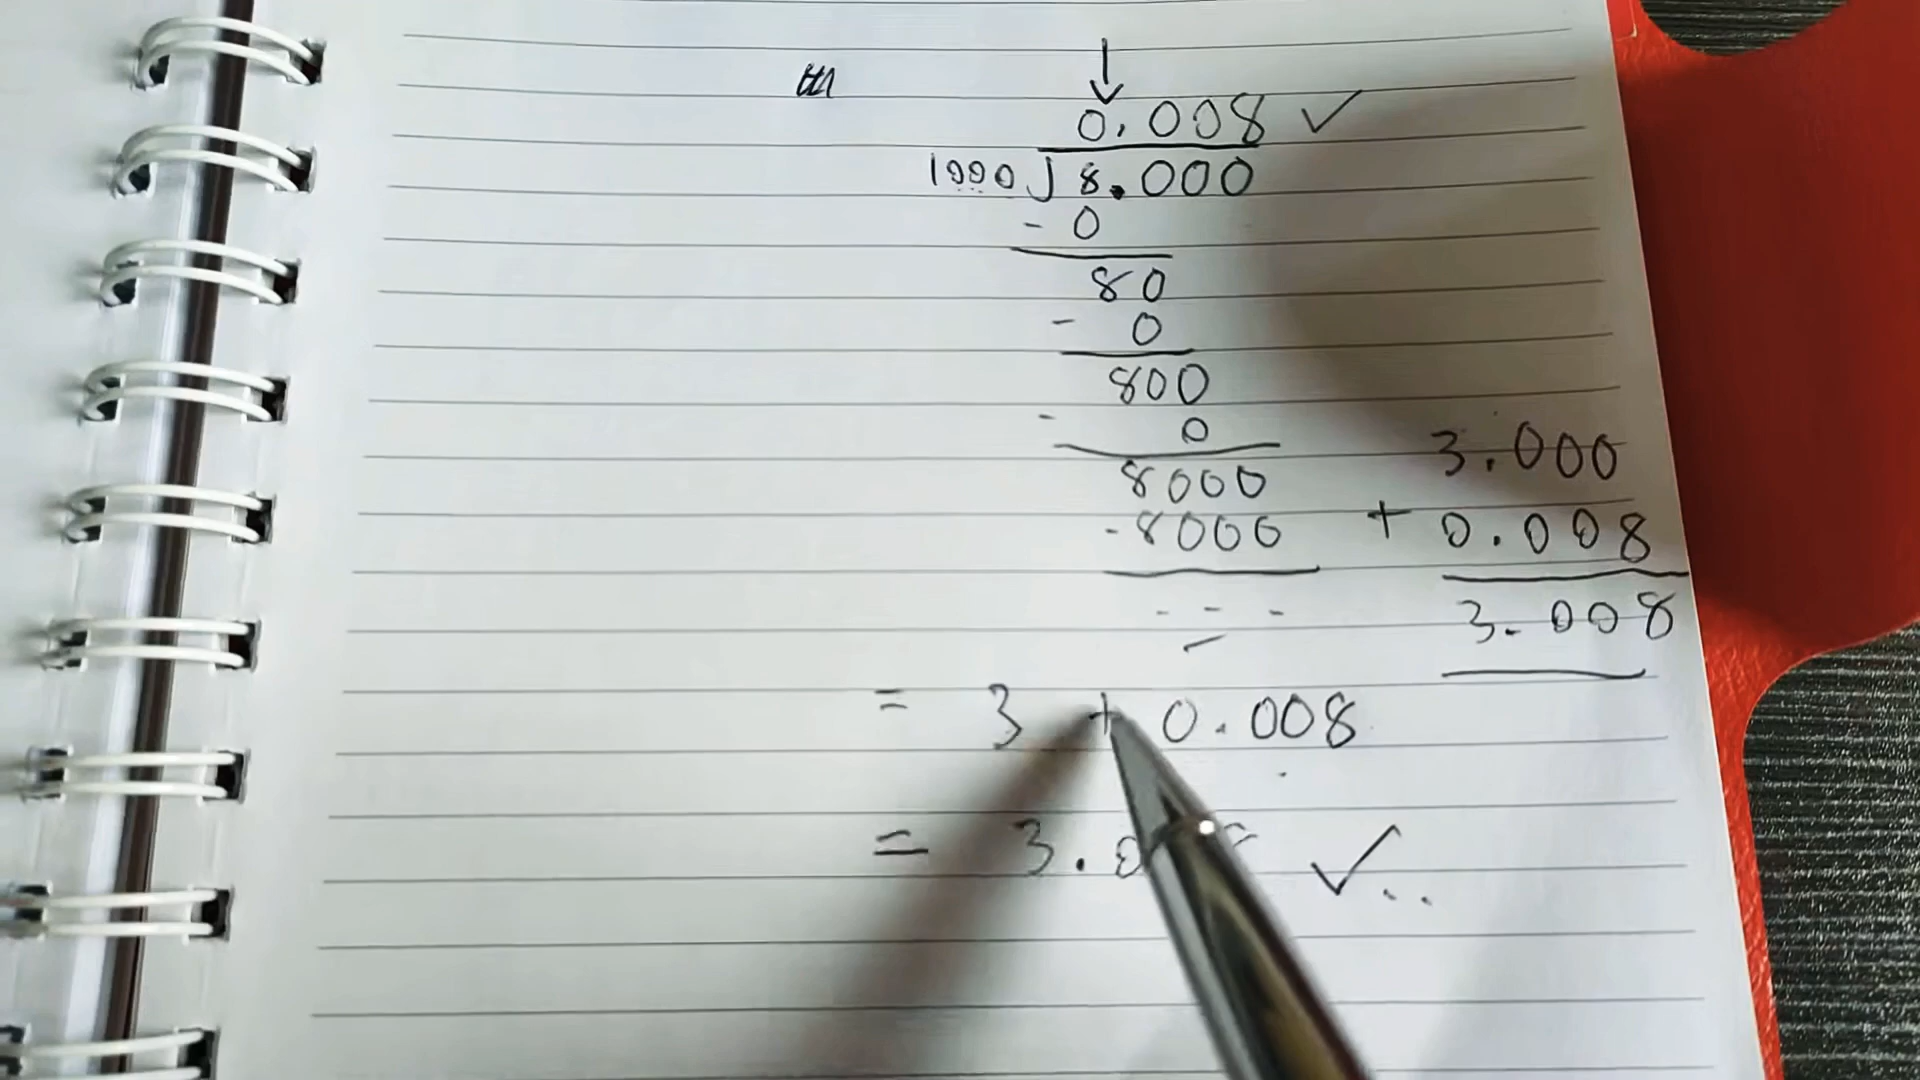 0.008 ✓
1000 ) 8.000
- 0
80
- 0
800
- 0
8000
- 8000
- - -
3.000
+ 0.008
3.008
= 3 + 0.008
= 3.0 ✓..